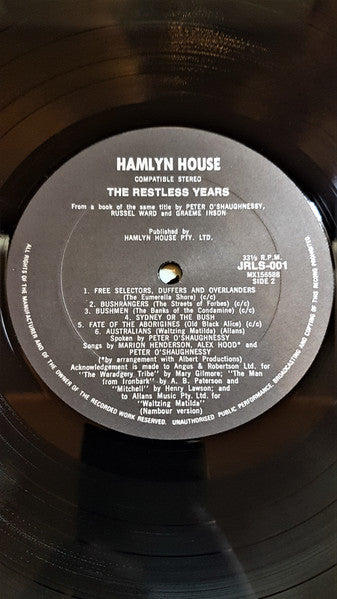 HAMLYN HOUSE
COMPATIBLE STEREO
THE RESTLESS YEARS
From a book of the same title by PETER O'SHAUGHNESSY,
RUSSEL WARD and GRAEME INSON
Published by
HAMLYN HOUSE PTY. LTD.
33⅓ R.P.M.
JRLS-001
MX156588
SIDE 2
1. FREE SELECTORS, DUFFERS AND OVERLANDERS
(The Eumerella Shore) (c/c)
2. BUSHRANGERS (The Streets of Forbes) (c/c)
3. BUSHMEN (The Banks of the Condamine) (c/c)
4. SYDNEY OR THE BUSH
5. FATE OF THE ABORIGINES (Old Black Alice) (c/c)
6. AUSTRALIANS (Waltzing Matilda) (Allans)
Spoken by PETER O'SHAUGHNESSY
Songs by MARION HENDERSON, ALEX HOOD* and
PETER O'SHAUGHNESSY
(*by arrangement with Albert Productions)
Acknowledgement is made to Angus & Robertson Ltd. for
"The Waradgery Tribe" by Mary Gilmore; "The Man
from Ironbark" by A. B. Paterson and
"Mitchell" by Henry Lawson; and
to Allans Music Pty. Ltd. for
"Waltzing Matilda"
(Nambour version)
ALL RIGHTS OF THE MANUFACTURER AND OF THE OWNER OF THE RECORDED WORK RESERVED. UNAUTHORISED PUBLIC PERFORMANCE, BROADCASTING AND COPYING OF THIS RECORD PROHIBITED.